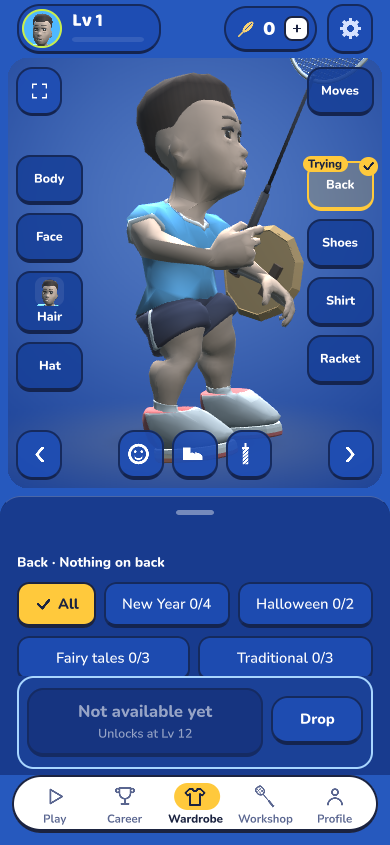 Lv 1
0
+
Moves
Trying
Back
Body
Face
Shoes
Hair
Shirt
Hat
Racket
Back · Nothing on back
All
New Year 0/4
Halloween 0/2
Fairy tales 0/3
Traditional 0/3
Not available yet
Unlocks at Lv 12
Drop
Play
Career
Wardrobe
Workshop
Profile